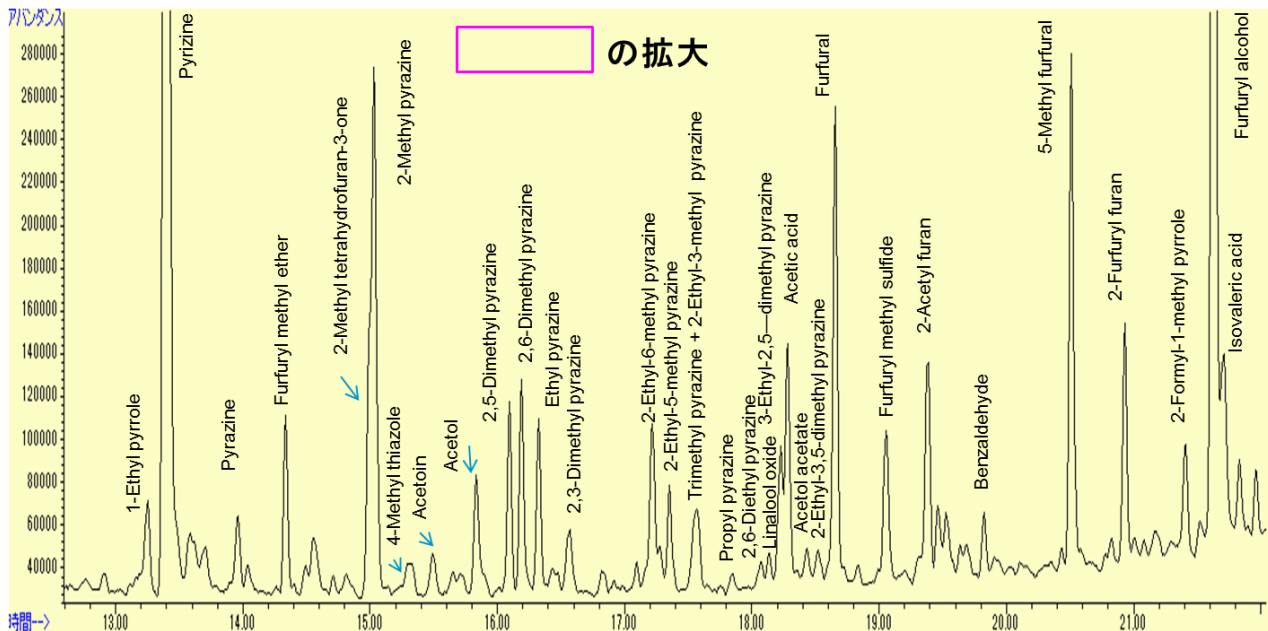 アバンダンス
の拡大
280000
260000
240000
220000
200000
180000
160000
140000
120000
100000
80000
60000
40000
1-Ethyl pyrrole
Pyrizine
Pyrazine
Furfuryl methyl ether
2-Methyl tetrahydrofuran-3-one
2-Methyl pyrazine
4-Methyl thiazole
Acetoin
Acetol
2,5-Dimethyl pyrazine
2,6-Dimethyl pyrazine
Ethyl pyrazine
2,3-Dimethyl pyrazine
2-Ethyl-6-methyl pyrazine
2-Ethyl-5-methyl pyrazine
Trimethyl pyrazine + 2-Ethyl-3-methyl pyrazine
Propyl pyrazine
2,6-Diethyl pyrazine
Linalool oxide
3-Ethyl-2,5—dimethyl pyrazine
Acetic acid
Acetol acetate
2-Ethyl-3,5-dimethyl pyrazine
Furfural
Furfuryl methyl sulfide
2-Acetyl furan
Benzaldehyde
5-Methyl furfural
2-Furfuryl furan
2-Formyl-1-methyl pyrrole
Furfuryl alcohol
Isovaleric acid
13.00 14.00 15.00 16.00 17.00 18.00 19.00 20.00 21.00
時間-->